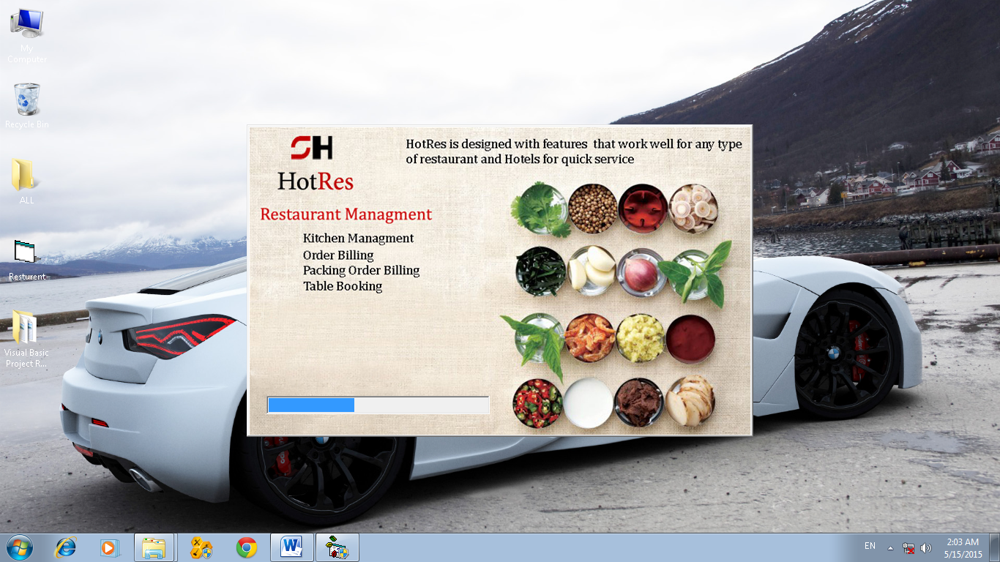 My
Computer
Recycle Bin
ALL
Resturent
Visual Basic
Project R...
SH
HotRes
HotRes is designed with features  that work well for any type
of restaurant and Hotels for quick service
Restaurant Managment
Kitchen Managment
Order Billing
Packing Order Billing
Table Booking
EN
2:03 AM
5/15/2015